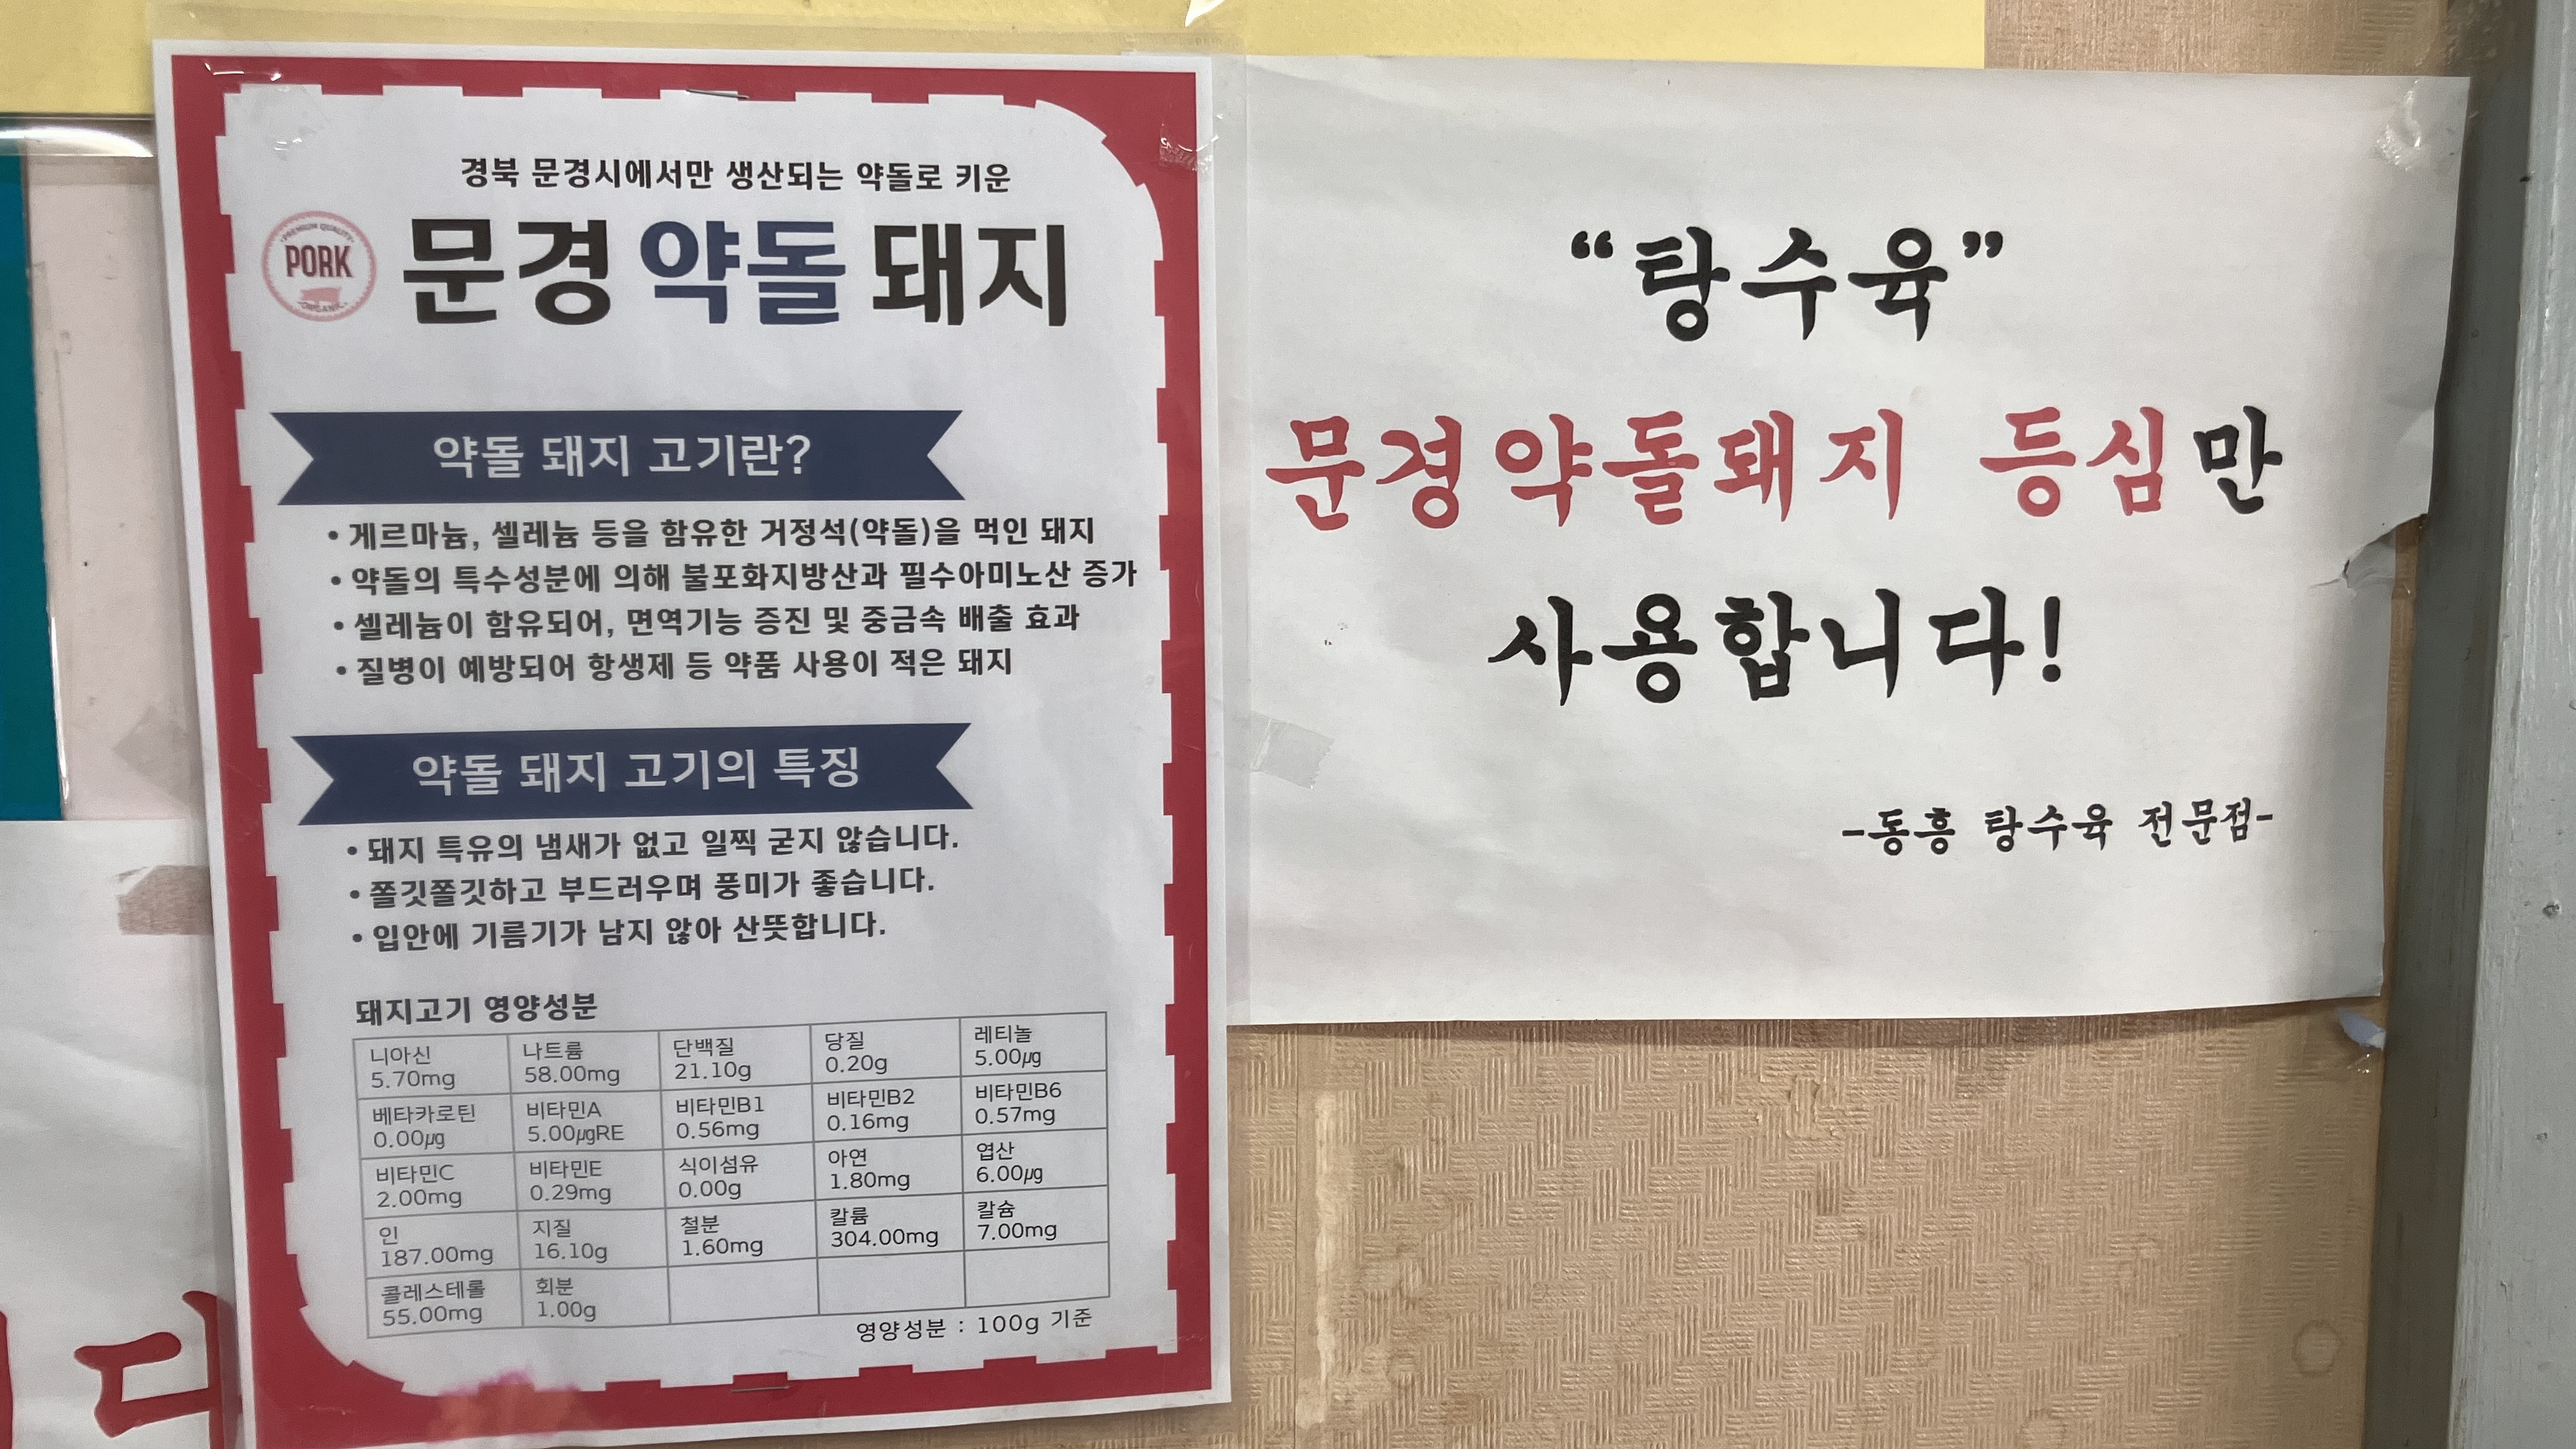 경북 문경시에서만 생산되는 약돌로 키운
PREMIUM QUALITY
PORK
ORGANIC
문경 약돌 돼지
약돌 돼지 고기란?
• 게르마늄, 셀레늄 등을 함유한 거정석(약돌)을 먹인 돼지
• 약돌의 특수성분에 의해 불포화지방산과 필수아미노산 증가
• 셀레늄이 함유되어, 면역기능 증진 및 중금속 배출 효과
• 질병이 예방되어 항생제 등 약품 사용이 적은 돼지
약돌 돼지 고기의 특징
• 돼지 특유의 냄새가 없고 일찍 굳지 않습니다.
• 쫄깃쫄깃하고 부드러우며 풍미가 좋습니다.
• 입안에 기름기가 남지 않아 산뜻합니다.
돼지고기 영양성분
니아신 나트륨 단백질 당질 레티놀
5.70mg 58.00mg 21.10g 0.20g 5.00㎍
베타카로틴 비타민A 비타민B1 비타민B2 비타민B6
0.00㎍ 5.00㎍RE 0.56mg 0.16mg 0.57mg
비타민C 비타민E 식이섬유 아연 엽산
2.00mg 0.29mg 0.00g 1.80mg 6.00㎍
인 지질 철분 칼륨 칼슘
187.00mg 16.10g 1.60mg 304.00mg 7.00mg
콜레스테롤 회분
55.00mg 1.00g
영양성분 : 100g 기준
“탕수육”
문경약돌돼지 등심만
사용합니다!
-동흥 탕수육 전문점-
다